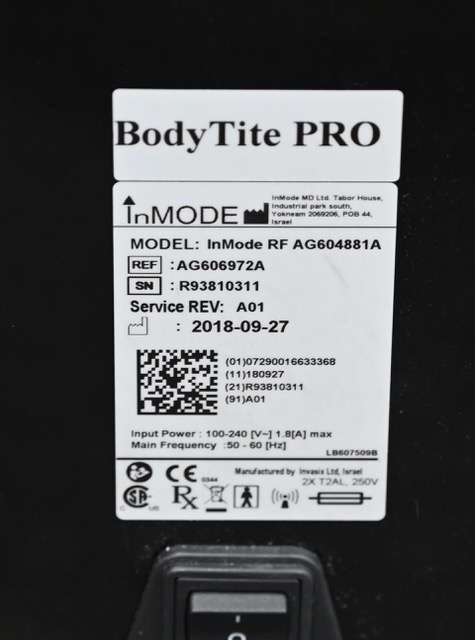 BodyTite PRO
InMODE
InMode MD Ltd. Tabor House,
Industrial park south,
Yokneam 2069206, POB 44,
Israel
MODEL: InMode RF AG604881A
REF : AG606972A
SN : R93810311
Service REV: A01
: 2018-09-27
(01)07290016633368
(11)180927
(21)R93810311
(91)A01
Input Power : 100-240 [V~] 1.8[A] max
Main Frequency : 50 - 60 [Hz]
LB607509B
CE 0344
Manufactured by Invasix Ltd, Israel
2X T2AL, 250V
C SA US
Rx